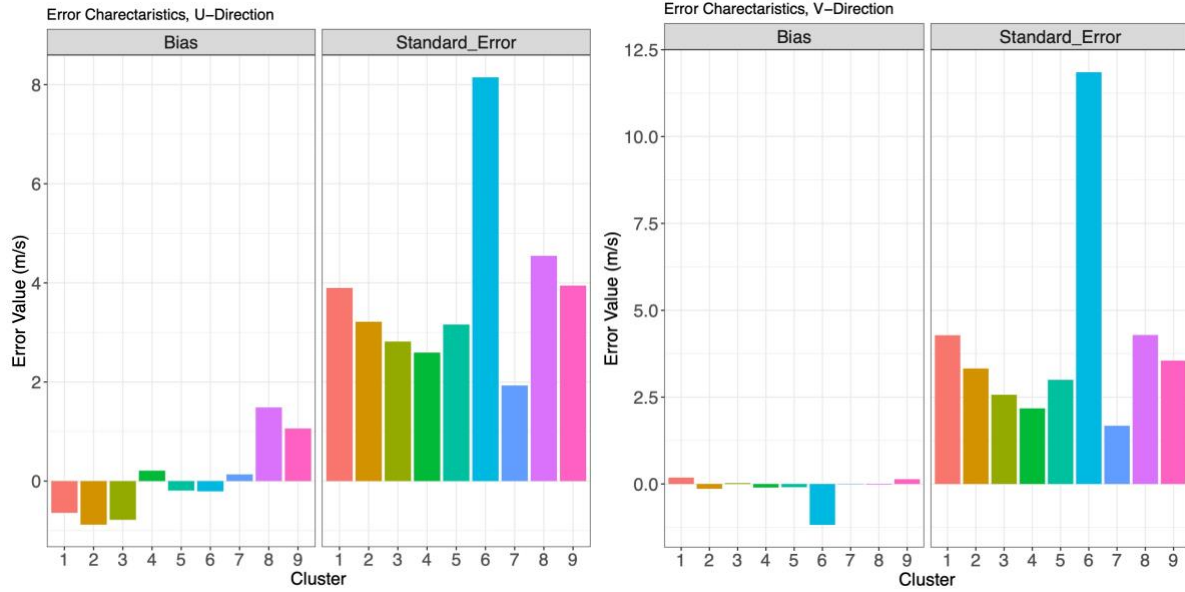 Error Charectaristics, U−Direction
Bias
Standard_Error
8
6
4
2
0
Error Value (m/s)
1 2 3 4 5 6 7 8 9
1 2 3 4 5 6 7 8 9
Cluster
Error Charectaristics, V−Direction
Bias
Standard_Error
12.5
10.0
7.5
5.0
2.5
0.0
Error Value (m/s)
1 2 3 4 5 6 7 8 9
1 2 3 4 5 6 7 8 9
Cluster